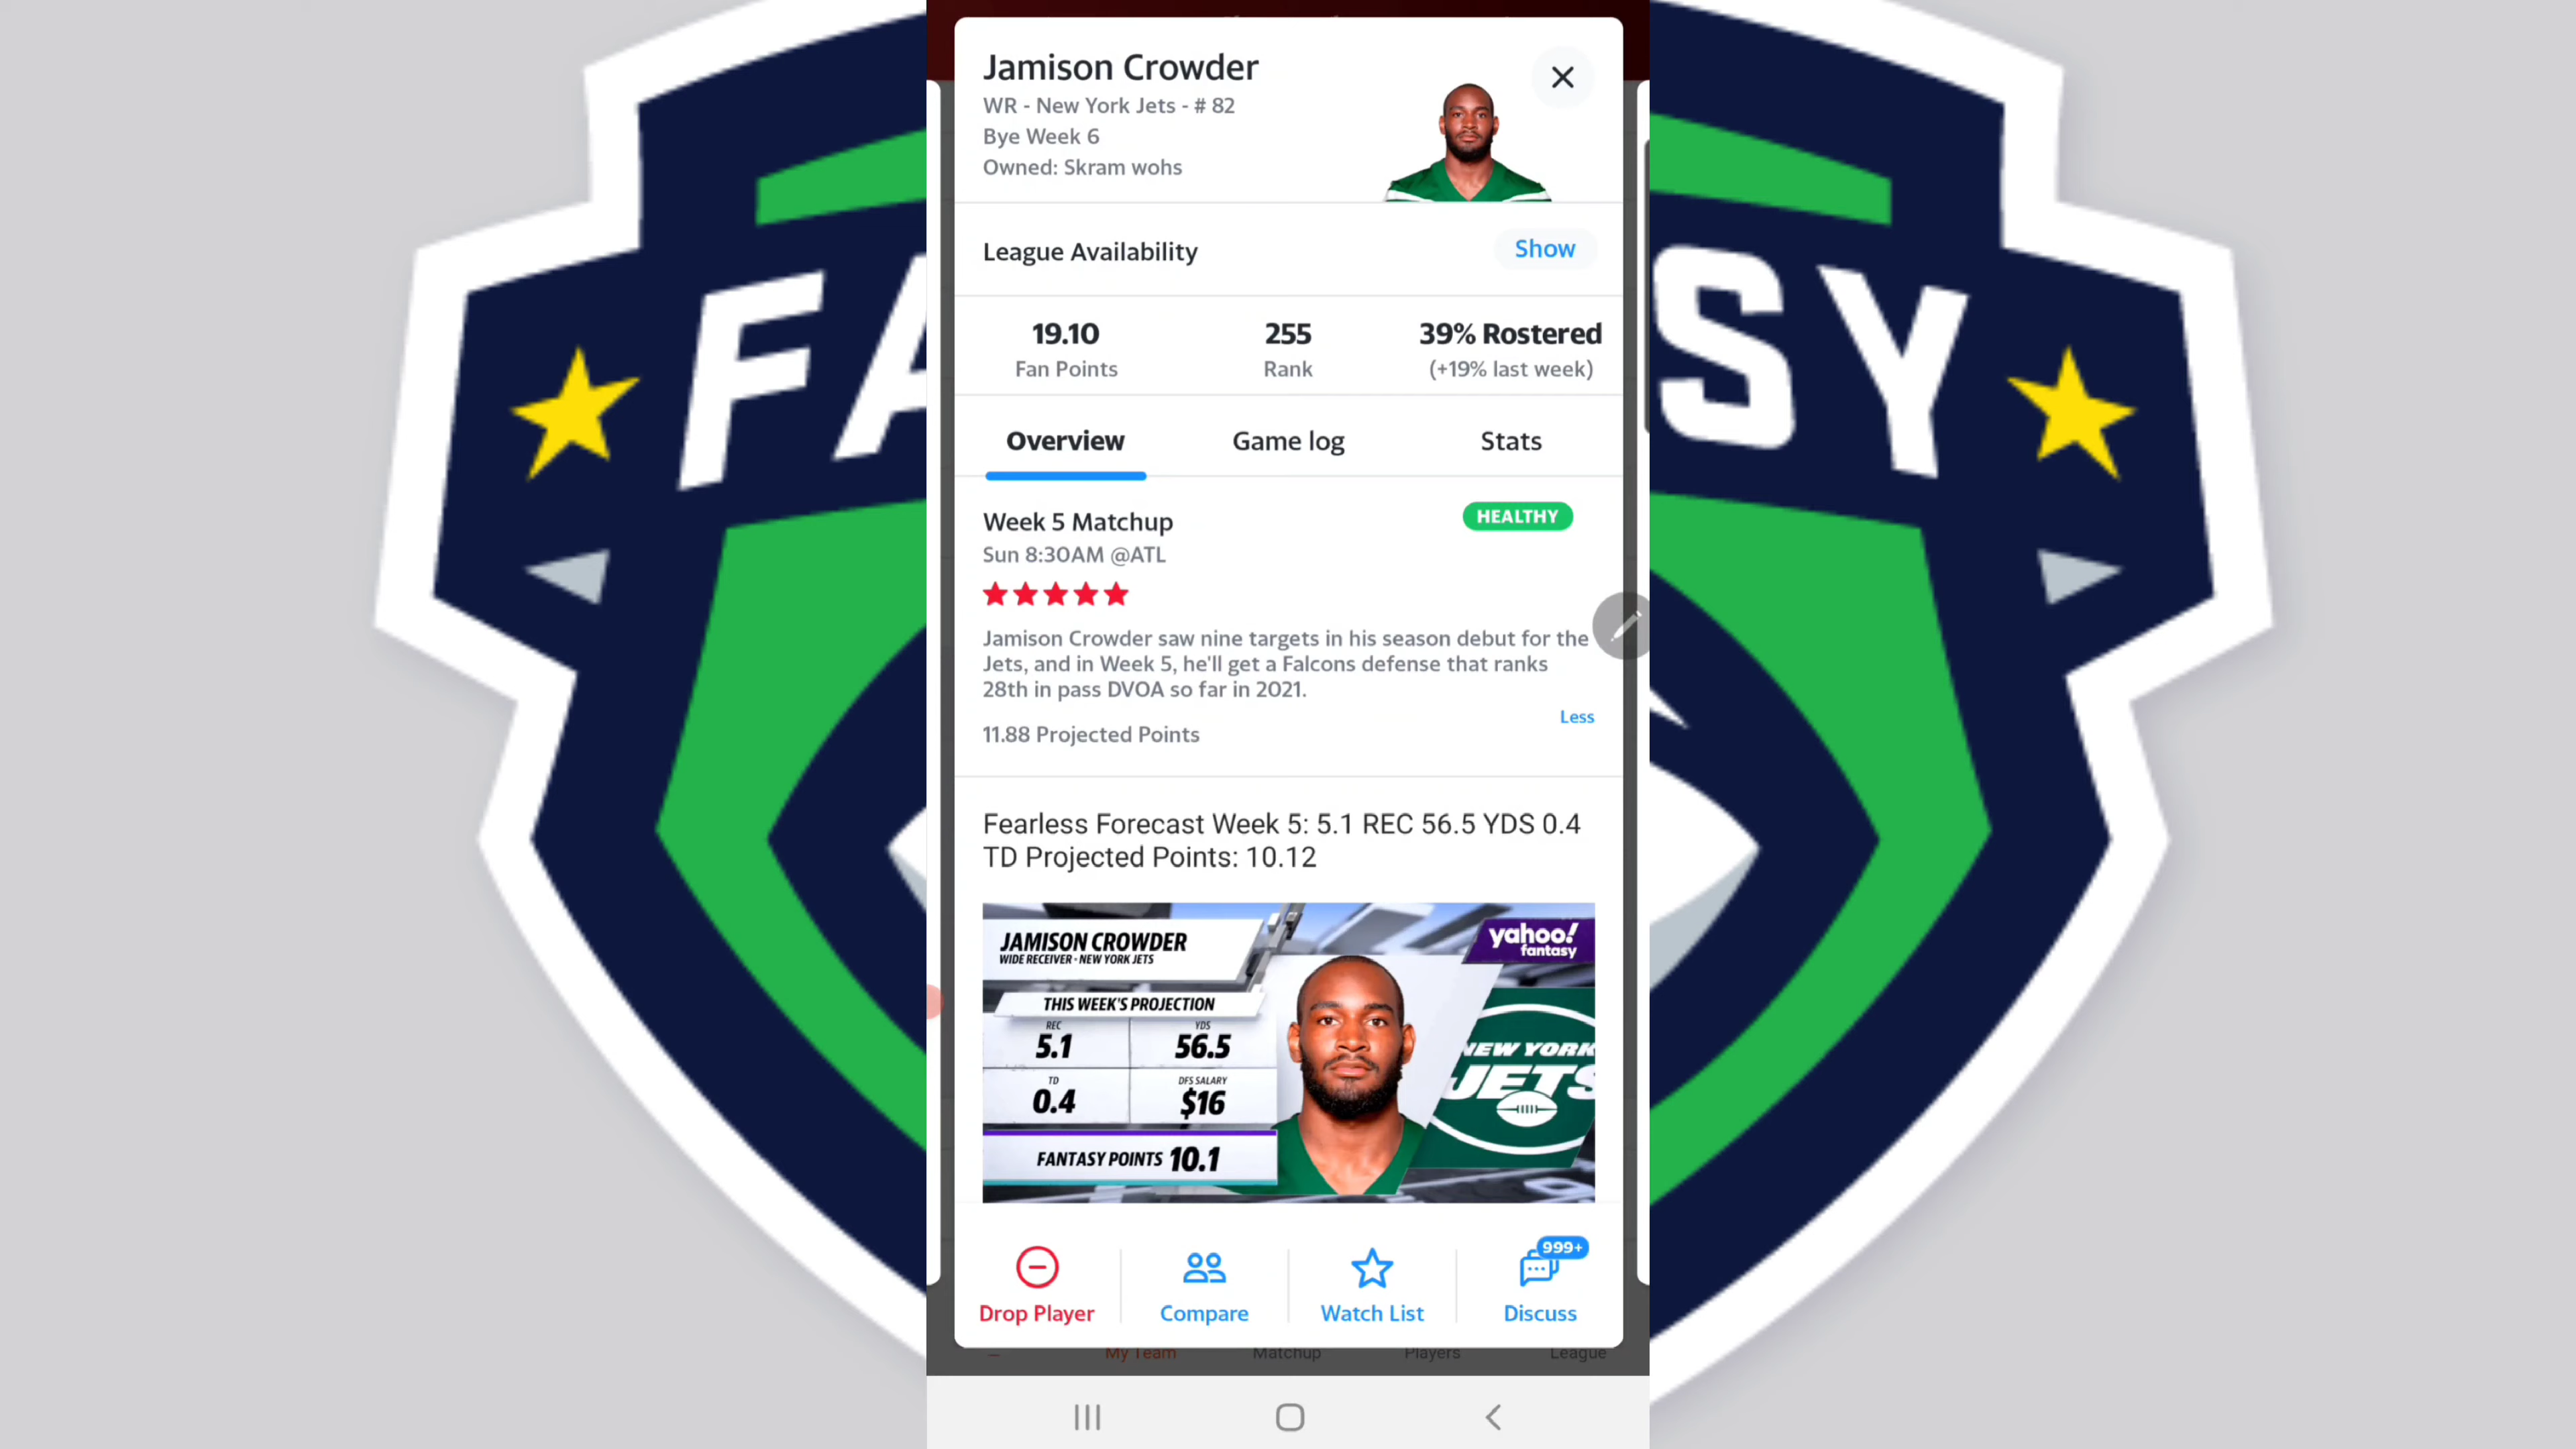 FA
SY
Jamison Crowder
WR - New York Jets - # 82
Bye Week 6
Owned: Skram wohs
League Availability
Show
19.10
Fan Points
255
Rank
39% Rostered
(+19% last week)
Overview
Game log
Stats
Week 5 Matchup
HEALTHY
Sun 8:30AM @ATL
Jamison Crowder saw nine targets in his season debut for the
Jets, and in Week 5, he'll get a Falcons defense that ranks
28th in pass DVOA so far in 2021.
Less
11.88 Projected Points
Fearless Forecast Week 5: 5.1 REC 56.5 YDS 0.4
TD Projected Points: 10.12
JAMISON CROWDER
WIDE RECEIVER - NEW YORK JETS
yahoo!
fantasy
THIS WEEK'S PROJECTION
REC
5.1
YDS
56.5
TD
0.4
DFS SALARY
$16
FANTASY POINTS 10.1
NEW YORK
JETS
Drop Player
Compare
Watch List
999+
Discuss
My Team
Matchup
Players
League